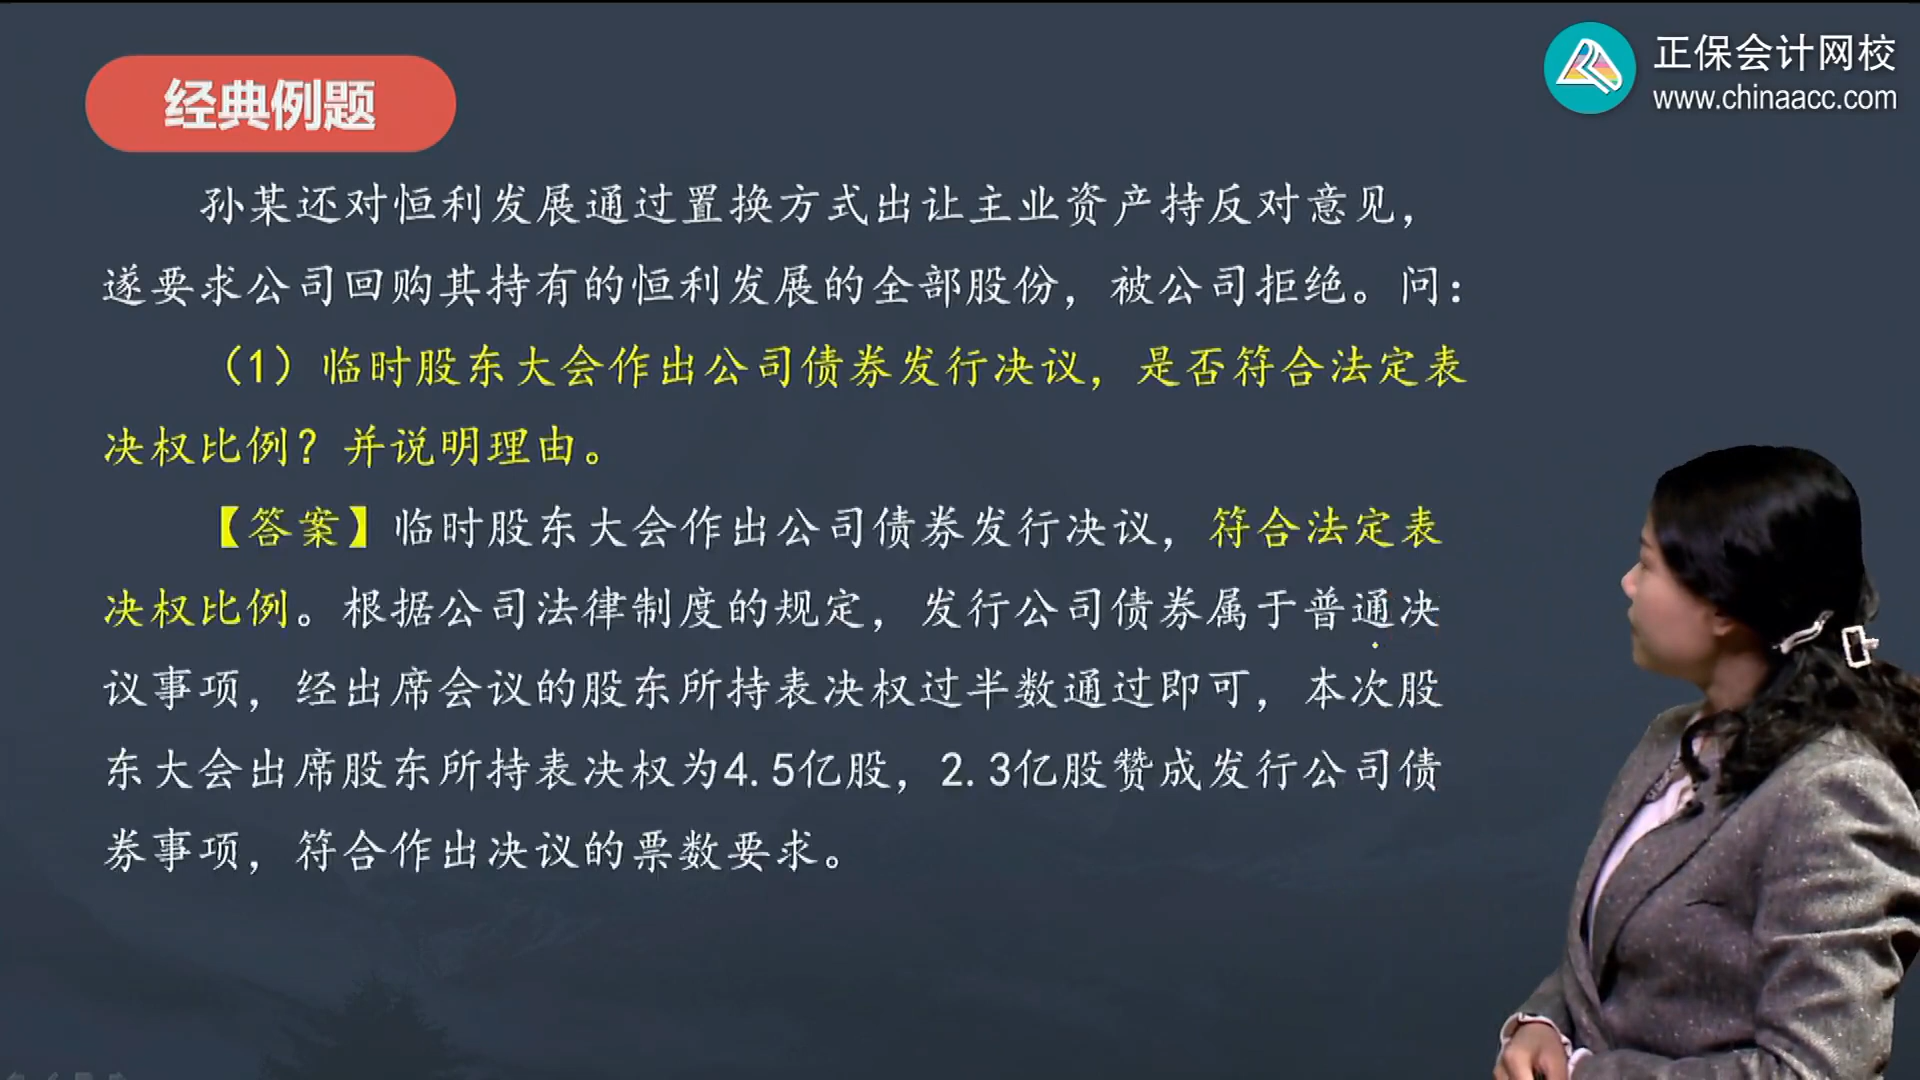 正保会计网校
www.chinaacc.com
经典例题
孙某还对恒利发展通过置换方式出让主业资产持反对意见，
遂要求公司回购其持有的恒利发展的全部股份，被公司拒绝。问：
（1）临时股东大会作出公司债券发行决议，是否符合法定表
决权比例？并说明理由。
【答案】临时股东大会作出公司债券发行决议，符合法定表
决权比例。根据公司法律制度的规定，发行公司债券属于普通决
议事项，经出席会议的股东所持表决权过半数通过即可，本次股
东大会出席股东所持表决权为4.5亿股，2.3亿股赞成发行公司债
券事项，符合作出决议的票数要求。